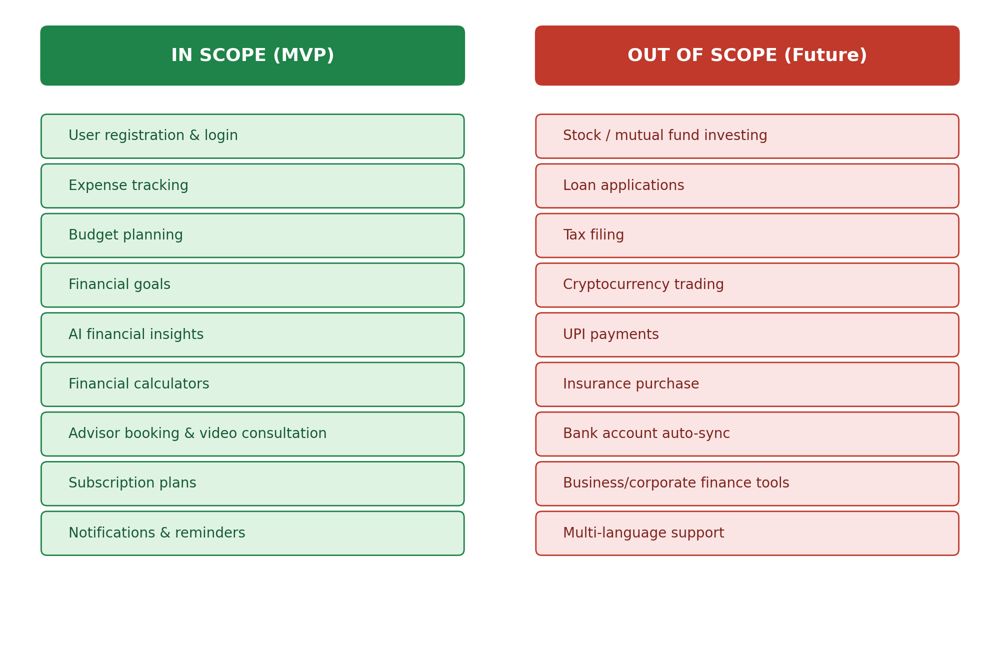 IN SCOPE (MVP)
User registration & login
Expense tracking
Budget planning
Financial goals
AI financial insights
Financial calculators
Advisor booking & video consultation
Subscription plans
Notifications & reminders
OUT OF SCOPE (Future)
Stock / mutual fund investing
Loan applications
Tax filing
Cryptocurrency trading
UPI payments
Insurance purchase
Bank account auto-sync
Business/corporate finance tools
Multi-language support